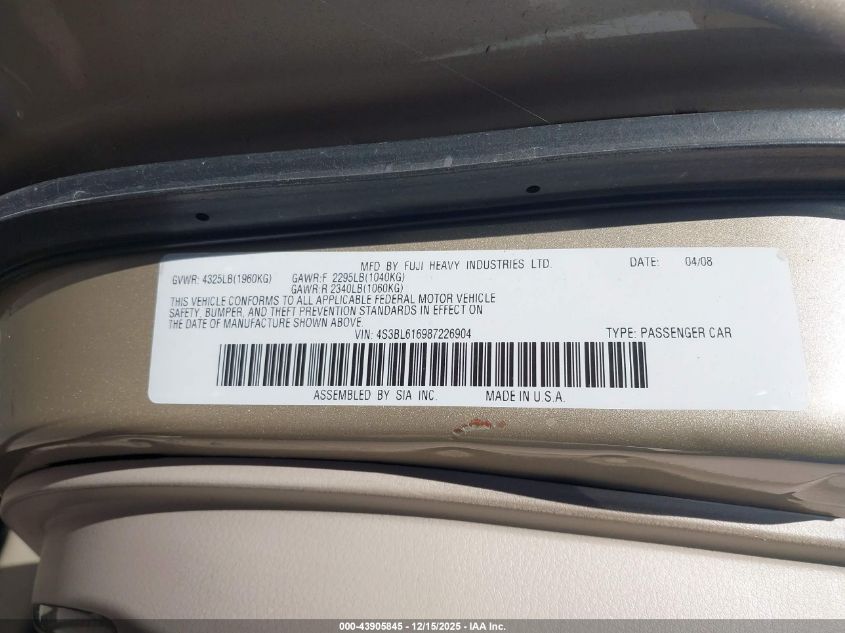 MFD BY FUJI HEAVY INDUSTRIES LTD. DATE: 04/08
GVWR: 4325LB(1960KG) GAWR:F 2295LB(1040KG)
GAWR:R 2340LB(1060KG)
THIS VEHICLE CONFORMS TO ALL APPLICABLE FEDERAL MOTOR VEHICLE
SAFETY, BUMPER, AND THEFT PREVENTION STANDARDS IN EFFECT ON
THE DATE OF MANUFACTURE SHOWN ABOVE.
VIN: 4S3BL616987226904 TYPE: PASSENGER CAR
ASSEMBLED BY SIA INC. MADE IN U.S.A.
000-43905845 - 12/15/2025 - IAA Inc.